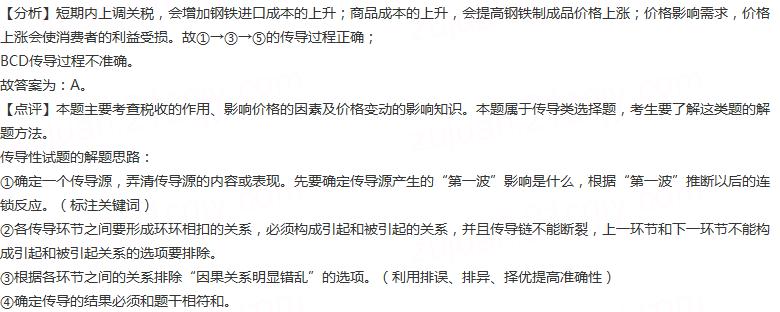 【分析】短期内上调关税，会增加钢铁进口成本的上升；商品成本的上升，会提高钢铁制成品价格上涨；价格影响需求，价格
上涨会使消费者的利益受损。故①→③→⑤的传导过程正确；
BCD传导过程不准确。
故答案为：A。
【点评】本题主要考查税收的作用、影响价格的因素及价格变动的影响知识。本题属于传导类选择题，考生要了解这类题的解
题方法。
传导性试题的解题思路：
①确定一个传导源，弄清传导源的内容或表现。先要确定传导源产生的“第一波”影响是什么，根据“第一波”推断以后的连
锁反应。（标注关键词）
②各传导环节之间要形成环环相扣的关系，必须构成引起和被引起的关系，并且传导链不能断裂，上一环节和下一环节不能构
成引起和被引起关系的选项要排除。
③根据各环节之间的关系排除“因果关系明显错乱”的选项。（利用排误、排异、择优提高准确性）
④确定传导的结果必须和题干相符和。